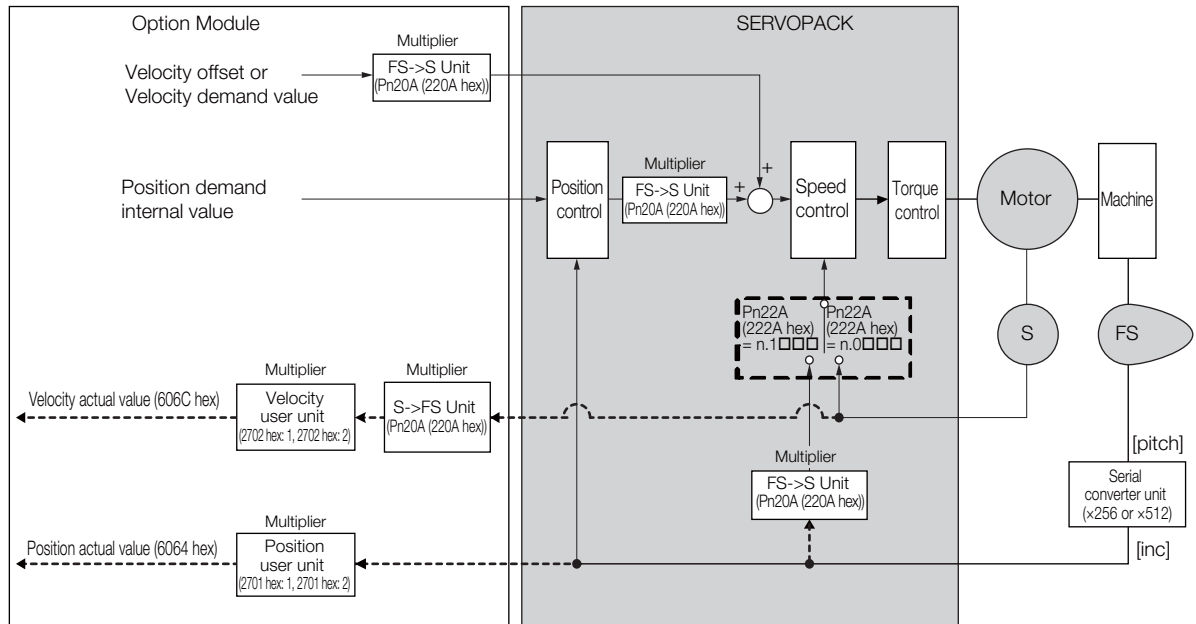 Option Module
SERVOPACK
Multiplier
Velocity offset or
Velocity demand value
FS->S Unit
(Pn20A (220A hex))
Position demand
internal value
Position
control
Multiplier
FS->S Unit
(Pn20A (220A hex))
+
+
Speed
control
Torque
control
Motor
Machine
Pn22A
(222A hex)
= n.1□□□
Pn22A
(222A hex)
= n.0□□□
S
FS
Velocity actual value (606C hex)
Multiplier
Velocity
user unit
(2702 hex: 1, 2702 hex: 2)
Multiplier
S->FS Unit
(Pn20A (220A hex))
Multiplier
FS->S Unit
(Pn20A (220A hex))
[pitch]
Serial
converter unit
(×256 or ×512)
[inc]
Position actual value (6064 hex)
Multiplier
Position
user unit
(2701 hex: 1, 2701 hex: 2)